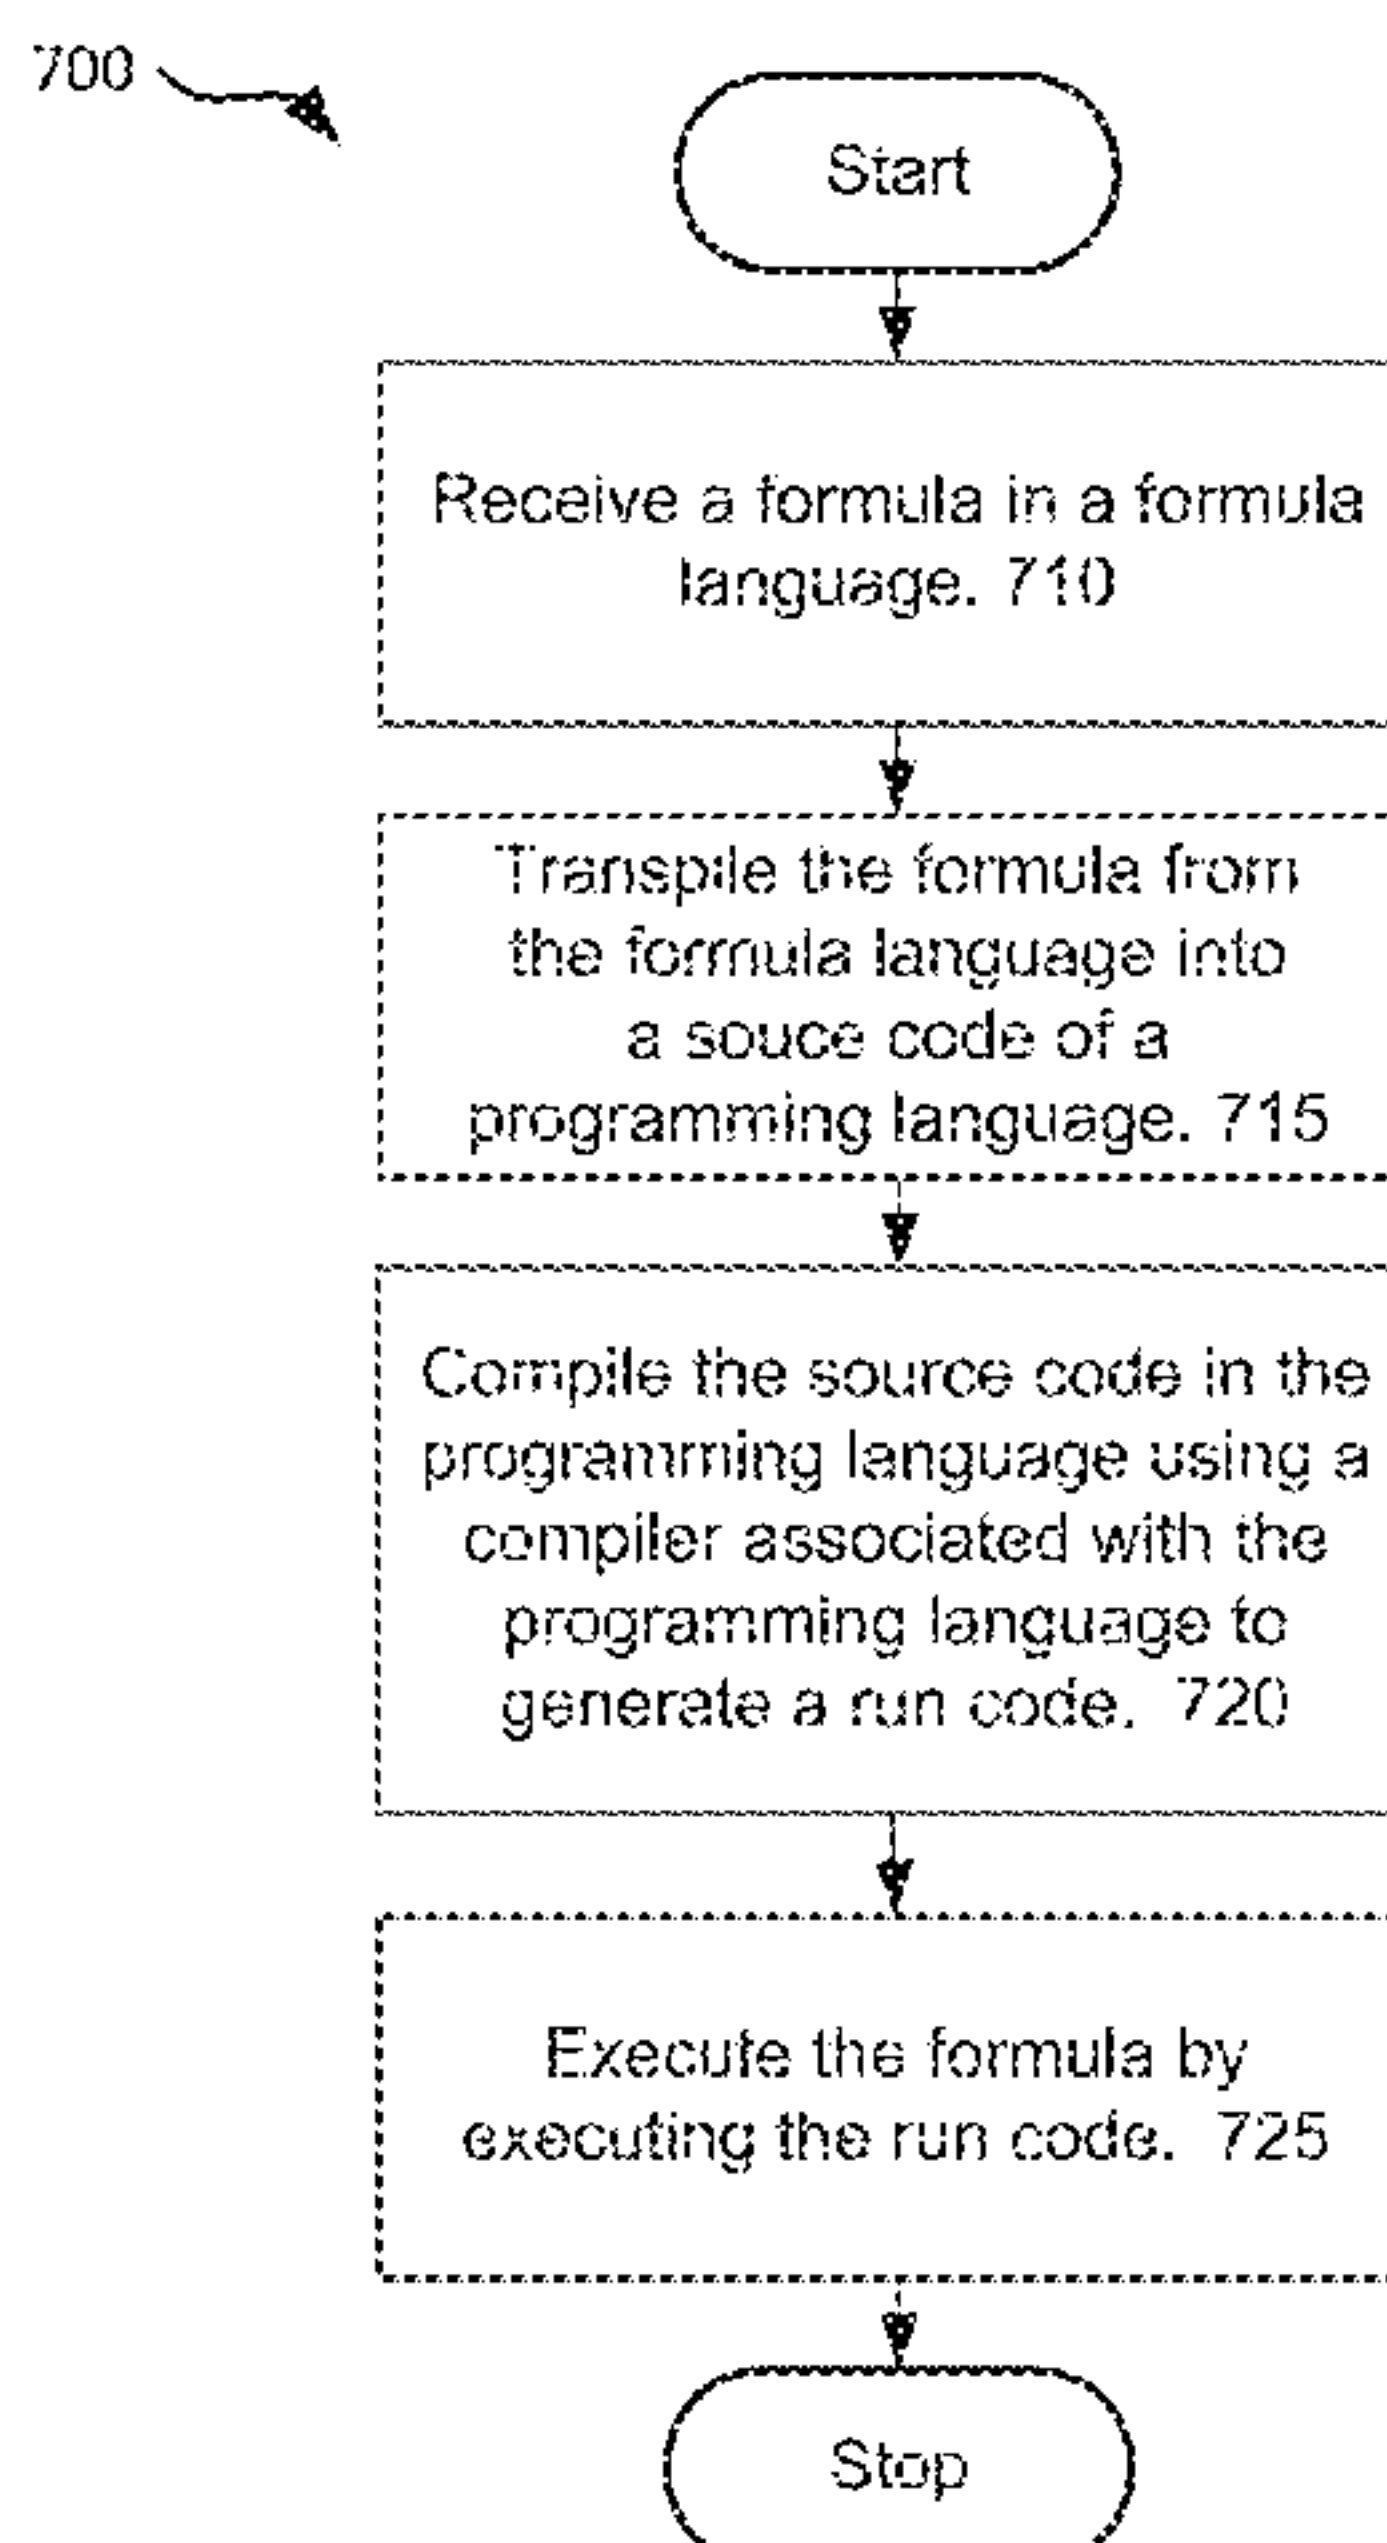 700
Start
Receive a formula in a formula
language. 710
Transpile the formula from
the formula language into
a souce code of a
programming language. 715
Compile the source code in the
programming language using a
compiler associated with the
programming language to
generate a run code. 720
Execute the formula by
executing the run code. 725
Stop